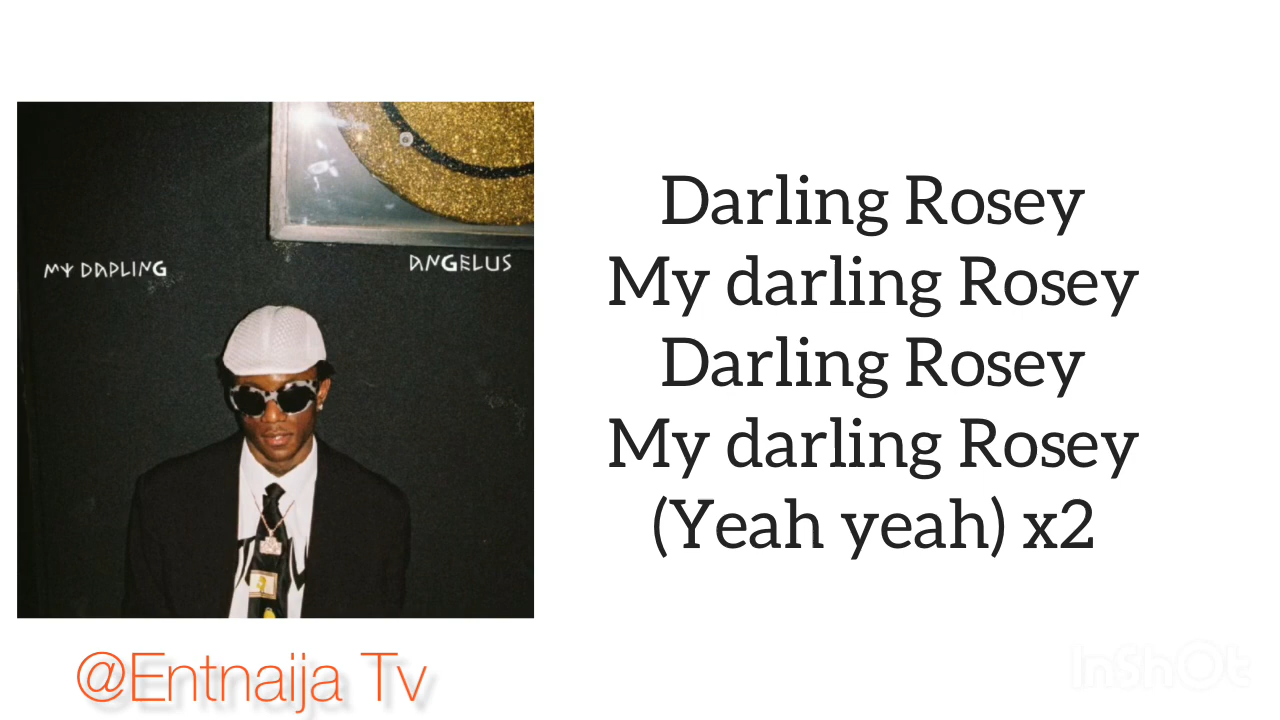 MY DARLING
ANGELUS
Darling Rosey
My darling Rosey
Darling Rosey
My darling Rosey
(Yeah yeah) x2
@Entnaija Tv
InShOt